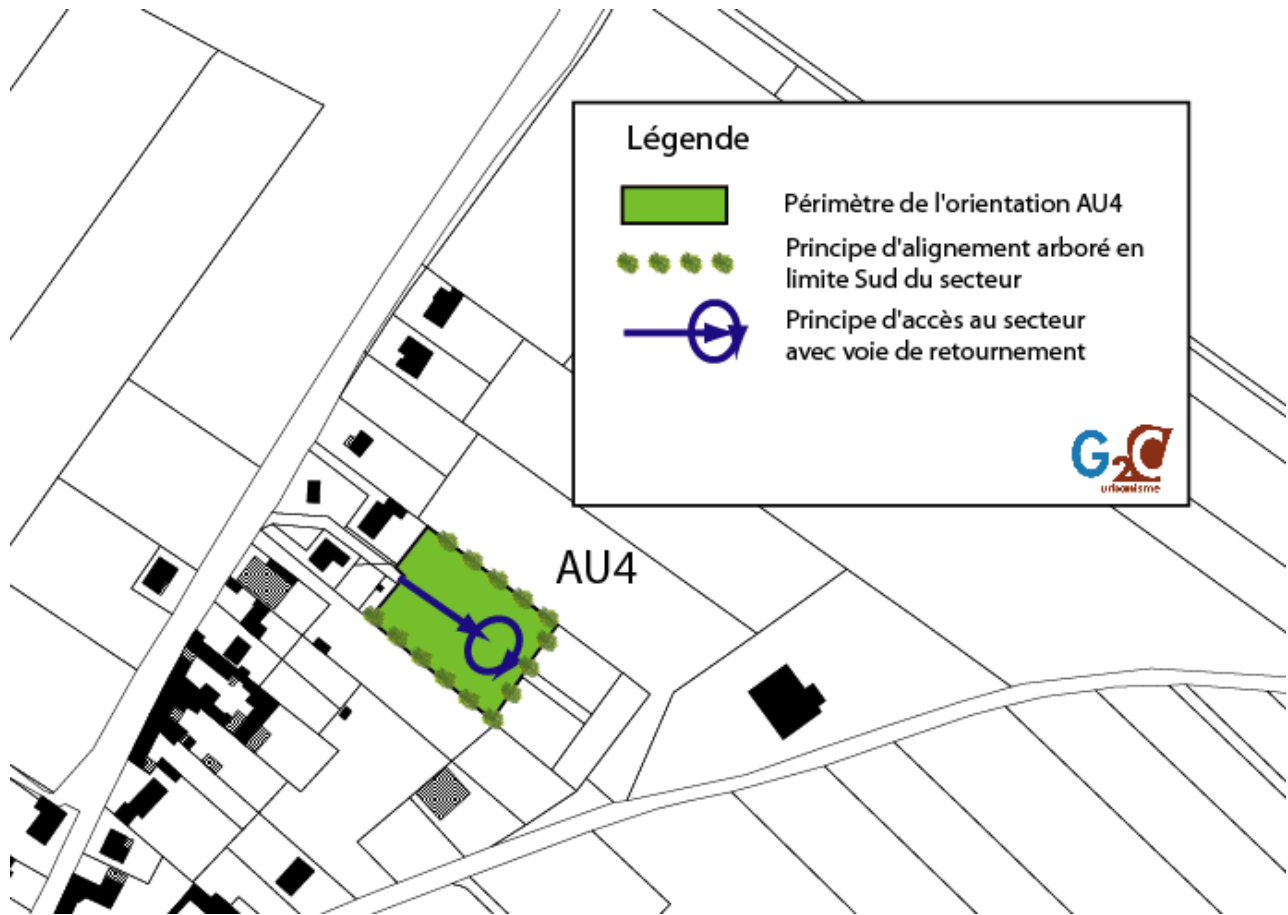 Légende
Périmètre de l'orientation AU4
Principe d'alignement arboré en
limite Sud du secteur
Principe d'accès au secteur
avec voie de retournement
G2C
urbanisme
AU4